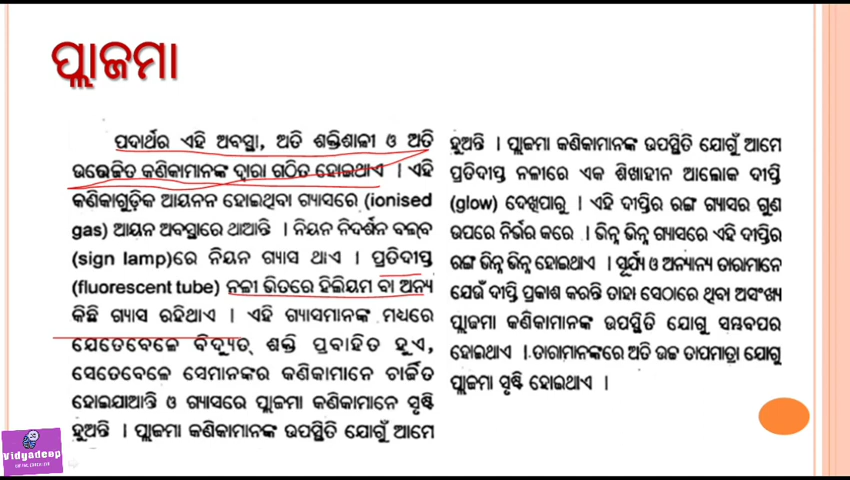 ପ୍ଲାଜମା
ପଦାର୍ଥର ଏହି ଅବସ୍ଥା, ଅତି ଶକ୍ତିଶାଳୀ ଓ ଅତି
ଉତ୍ତେଜିତ କଣିକାମାନଙ୍କ ଦ୍ୱାରା ଗଠିତ ହୋଇଥାଏ । ଏହି
କଣିକାଗୁଡ଼ିକ ଆୟନନ ହୋଇଥିବା ଗ୍ୟାସରେ (ionised
gas) ଆୟନ ଅବସ୍ଥାରେ ଥାଆନ୍ତି । ନିୟନ ନିଦର୍ଶନ ବଲ୍‌ବ
(sign lamp)ରେ ନିୟନ ଗ୍ୟାସ ଥାଏ । ପ୍ରତିଦୀପ୍ତ
(fluorescent tube) ନଳୀ ଭିତରେ ହିଲିୟମ ବା ଅନ୍ୟ
କିଛି ଗ୍ୟାସ ରହିଥାଏ । ଏହି ଗ୍ୟାସମାନଙ୍କ ମଧ୍ୟରେ
ଯେତେବେଳେ ବିଦ୍ୟୁତ୍ ଶକ୍ତି ପ୍ରବାହିତ ହୁଏ,
ସେତେବେଳେ ସେମାନଙ୍କର କଣିକାମାନେ ଚାର୍ଜିତ
ହୋଇଯାଆନ୍ତି ଓ ଗ୍ୟାସରେ ପ୍ଲାଜମା କଣିକାମାନେ ସୃଷ୍ଟି
ହୁଅନ୍ତି । ପ୍ଲାଜମା କଣିକାମାନଙ୍କ ଉପସ୍ଥିତି ଯୋଗୁଁ ଆମେ
ହୁଅନ୍ତି । ପ୍ଲାଜମା କଣିକାମାନଙ୍କ ଉପସ୍ଥିତି ଯୋଗୁଁ ଆମେ
ପ୍ରତିଦୀପ୍ତ ନଳୀରେ ଏକ ଶିଖାହୀନ ଆଲୋକ ଦୀପ୍ତି
(glow) ଦେଖିପାରୁ । ଏହି ଦୀପ୍ତିର ରଙ୍ଗ ଗ୍ୟାସର ଗୁଣ
ଉପରେ ନିର୍ଭର କରେ । ଭିନ୍ନ ଭିନ୍ନ ଗ୍ୟାସରେ ଏହି ଦୀପ୍ତିର
ରଙ୍ଗ ଭିନ୍ନ ଭିନ୍ନ ହୋଇଥାଏ । ସୂର୍ଯ୍ୟ ଓ ଅନ୍ୟାନ୍ୟ ତାରାମାନେ
ଯେଉଁ ଦୀପ୍ତି ପ୍ରକାଶ କରନ୍ତି ତାହା ସେଠାରେ ଥିବା ଅସଂଖ୍ୟ
ପ୍ଲାଜମା କଣିକାମାନଙ୍କ ଉପସ୍ଥିତି ଯୋଗୁ ସମ୍ଭବପର
ହୋଇଥାଏ । ତାରାମାନଙ୍କରେ ଅତି ଉଚ୍ଚ ତାପମାତ୍ରା ଯୋଗୁ
ପ୍ଲାଜମା ସୃଷ୍ଟି ହୋଇଥାଏ ।
Vidyadeep